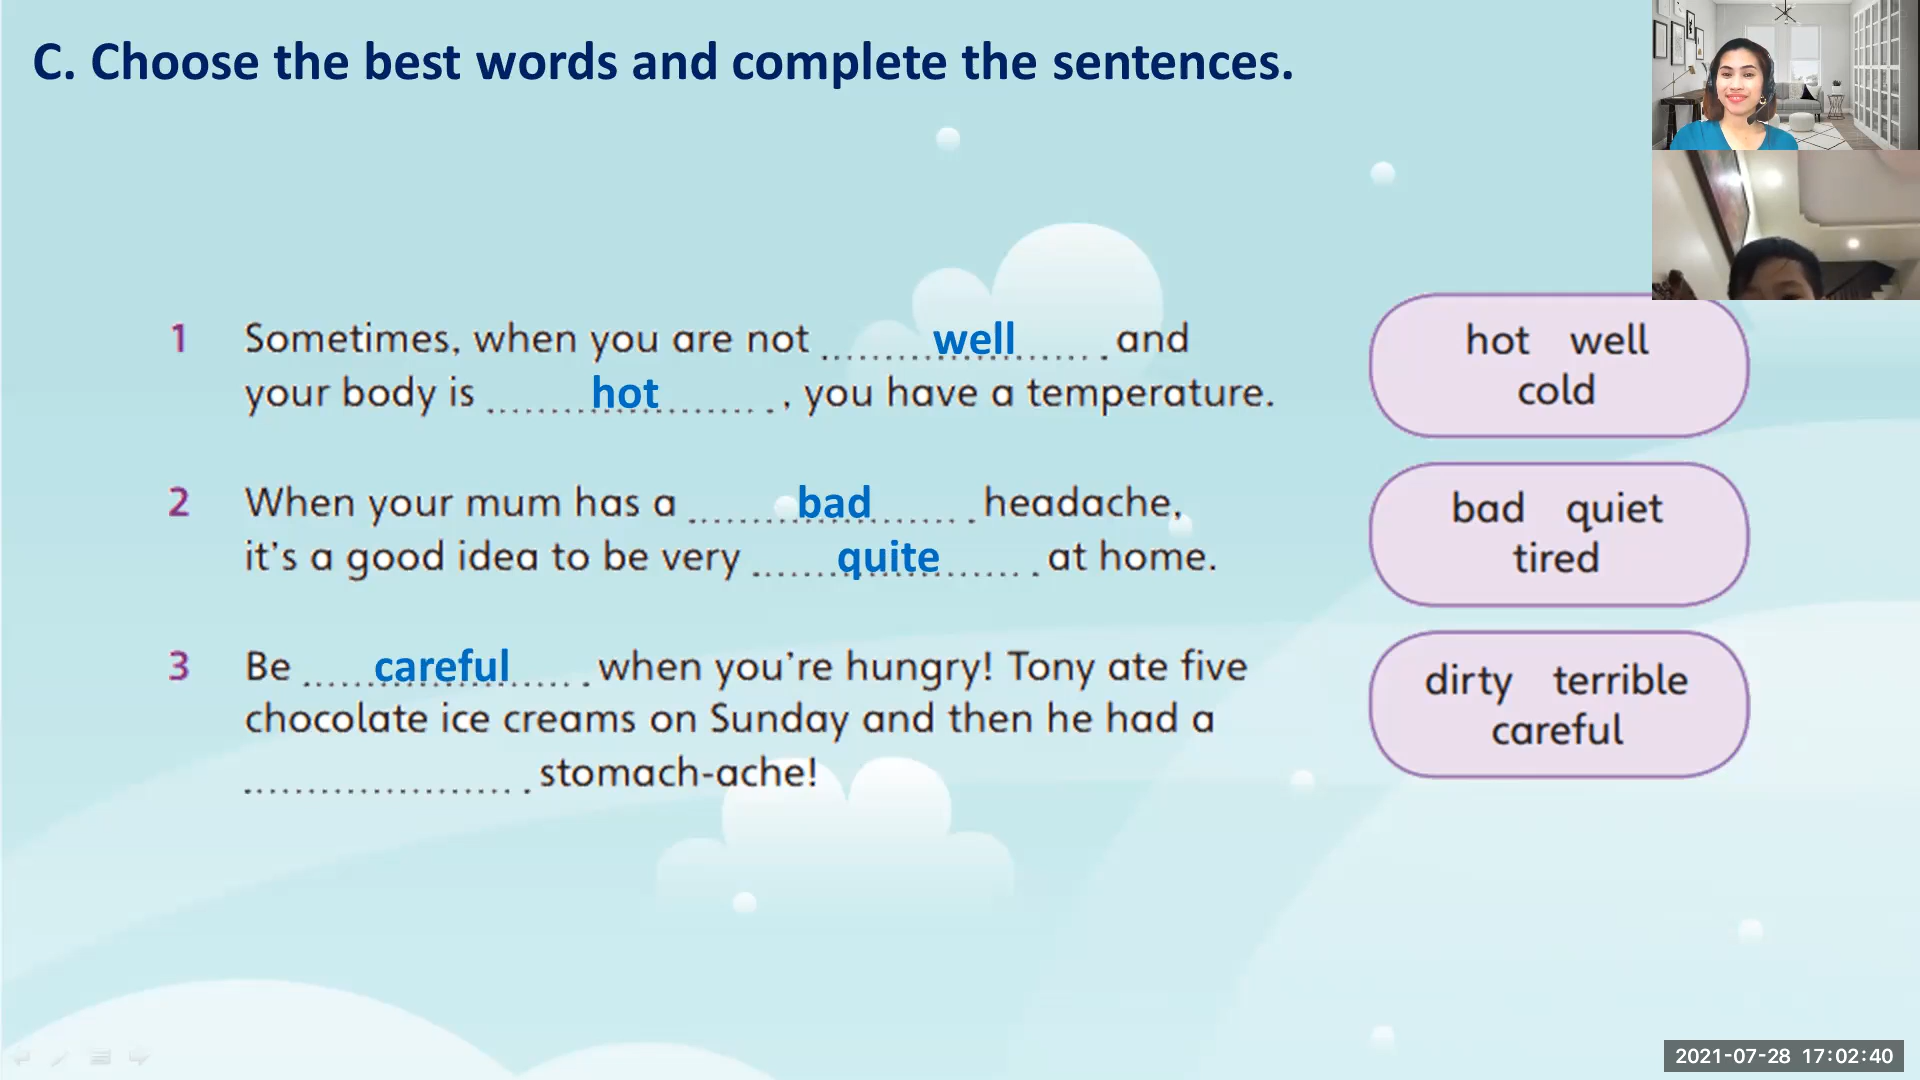 C. Choose the best words and complete the sentences.
1 Sometimes, when you are not well and
your body is hot, you have a temperature.
hot well
cold
2 When your mum has a bad headache,
it's a good idea to be very quite at home.
bad quiet
tired
3 Be careful when you're hungry! Tony ate five
chocolate ice creams on Sunday and then he had a
.................... stomach-ache!
dirty terrible
careful
2021-07-28 17:02:40